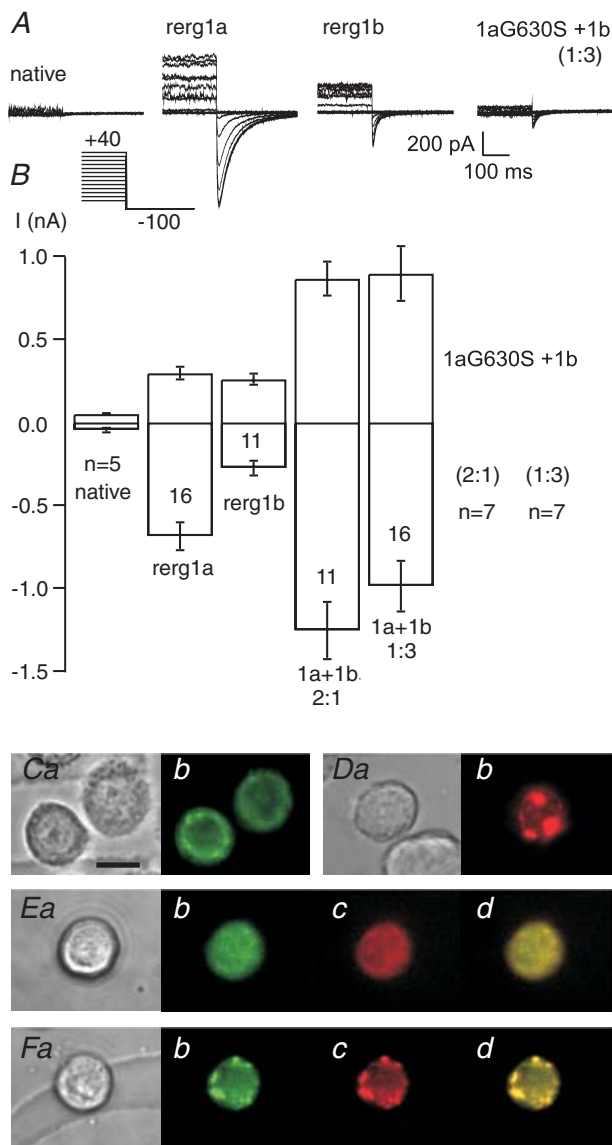 A
rerg1a
rerg1b
1aG630S +1b
(1:3)
native
200 pA
100 ms
+40
-100
B
I (nA)
1.0
0.5
0.0
-0.5
-1.0
-1.5
n=5
native
16
rerg1a
11
rerg1b
11
1a+1b.
2:1
16
1a+1b
1:3
1aG630S +1b
(2:1) (1:3)
n=7 n=7
Ca b Da b
Ea b c d
Fa b c d